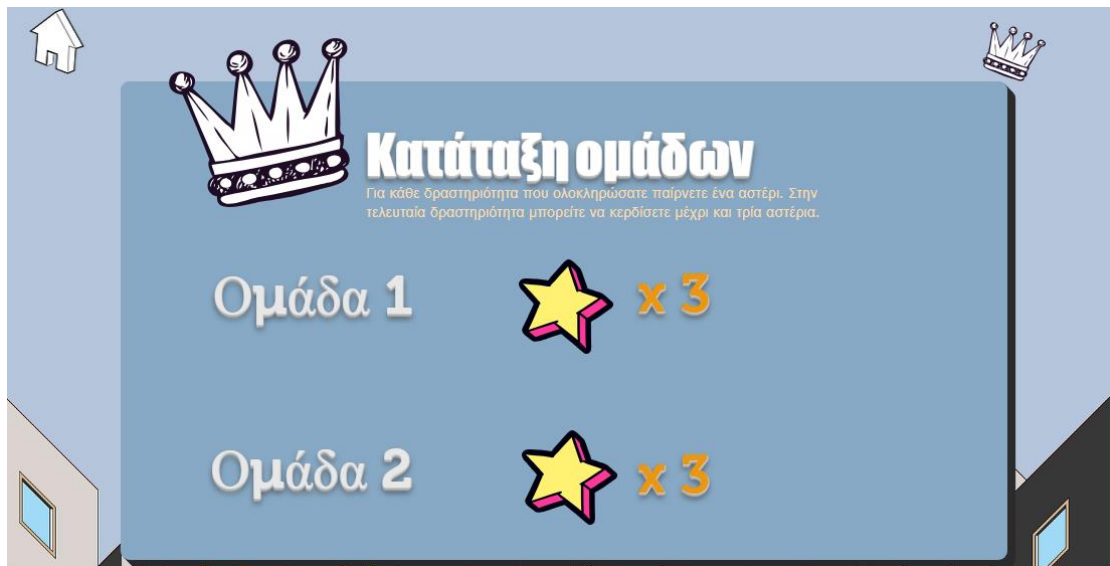 Κατάταξη ομάδων
Για κάθε δραστηριότητα που ολοκληρώσατε παίρνετε ένα αστέρι. Στην
τελευταία δραστηριότητα μπορείτε να κερδίσετε μέχρι και τρία αστέρια.
Ομάδα 1 x 3
Ομάδα 2 x 3